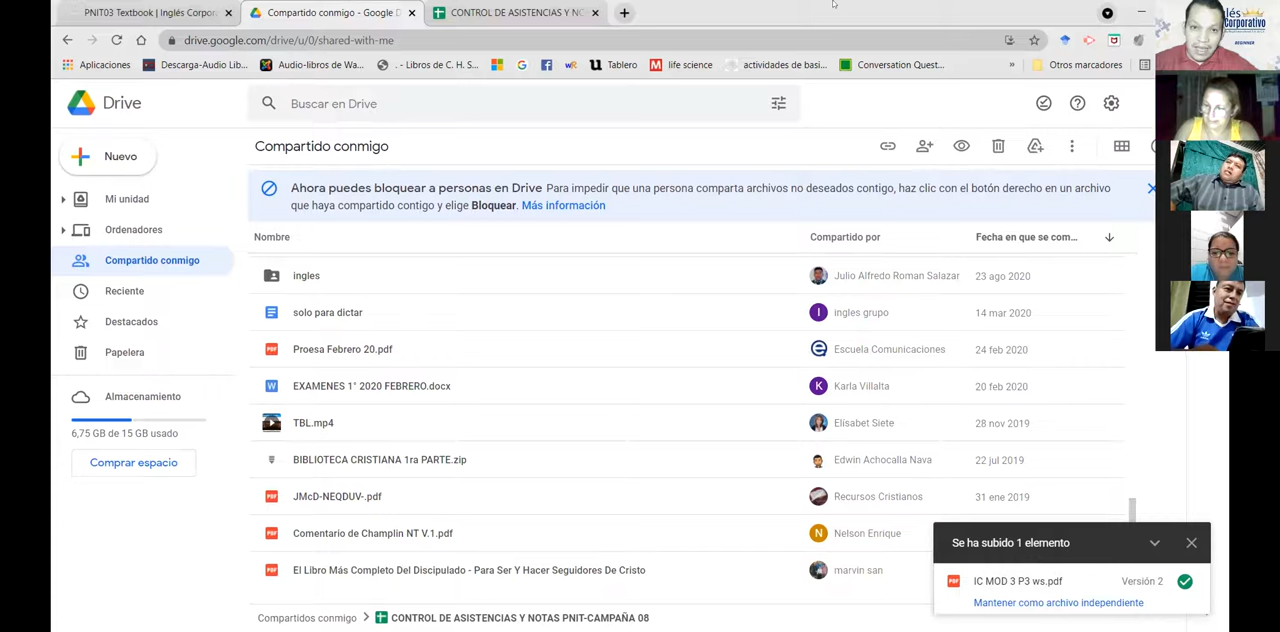 PNIT03 Textbook | Inglés Corpor
Compartido conmigo - Google D
CONTROL DE ASISTENCIAS Y NO
drive.google.com/drive/u/0/shared-with-me
Aplicaciones
Descarga-Audio Lib...
Audio-libros de Wa...
. - Libros de C. H. S...
Tablero
life science
actividades de basi...
Conversation Quest...
»
Otros marcadores
lés
Corporativo
BEGINNER
Drive
Buscar en Drive
Nuevo
Compartido conmigo
Mi unidad
Ordenadores
Compartido conmigo
Reciente
Destacados
Papelera
Almacenamiento
6,75 GB de 15 GB usado
Comprar espacio
Ahora puedes bloquear a personas en Drive Para impedir que una persona comparta archivos no deseados contigo, haz clic con el botón derecho en un archivo
que haya compartido contigo y elige Bloquear. Más información
Nombre Compartido por Fecha en que se com...
ingles Julio Alfredo Roman Salazar 23 ago 2020
solo para dictar I ingles grupo 14 mar 2020
PDF Proesa Febrero 20.pdf Escuela Comunicaciones 24 feb 2020
W EXAMENES 1° 2020 FEBRERO.docx K Karla Villalta 20 feb 2020
TBL.mp4 Elísabet Siete 28 nov 2019
BIBLIOTECA CRISTIANA 1ra PARTE.zip Edwin Achocalla Nava 22 jul 2019
PDF JMcD-NEQDUV-.pdf Recursos Cristianos 31 ene 2019
PDF Comentario de Champlin NT V.1.pdf N Nelson Enrique
PDF El Libro Más Completo Del Discipulado - Para Ser Y Hacer Seguidores De Cristo marvin san
Compartidos conmigo > CONTROL DE ASISTENCIAS Y NOTAS PNIT-CAMPAÑA 08
Se ha subido 1 elemento
PDF IC MOD 3 P3 ws.pdf Versión 2
Mantener como archivo independiente